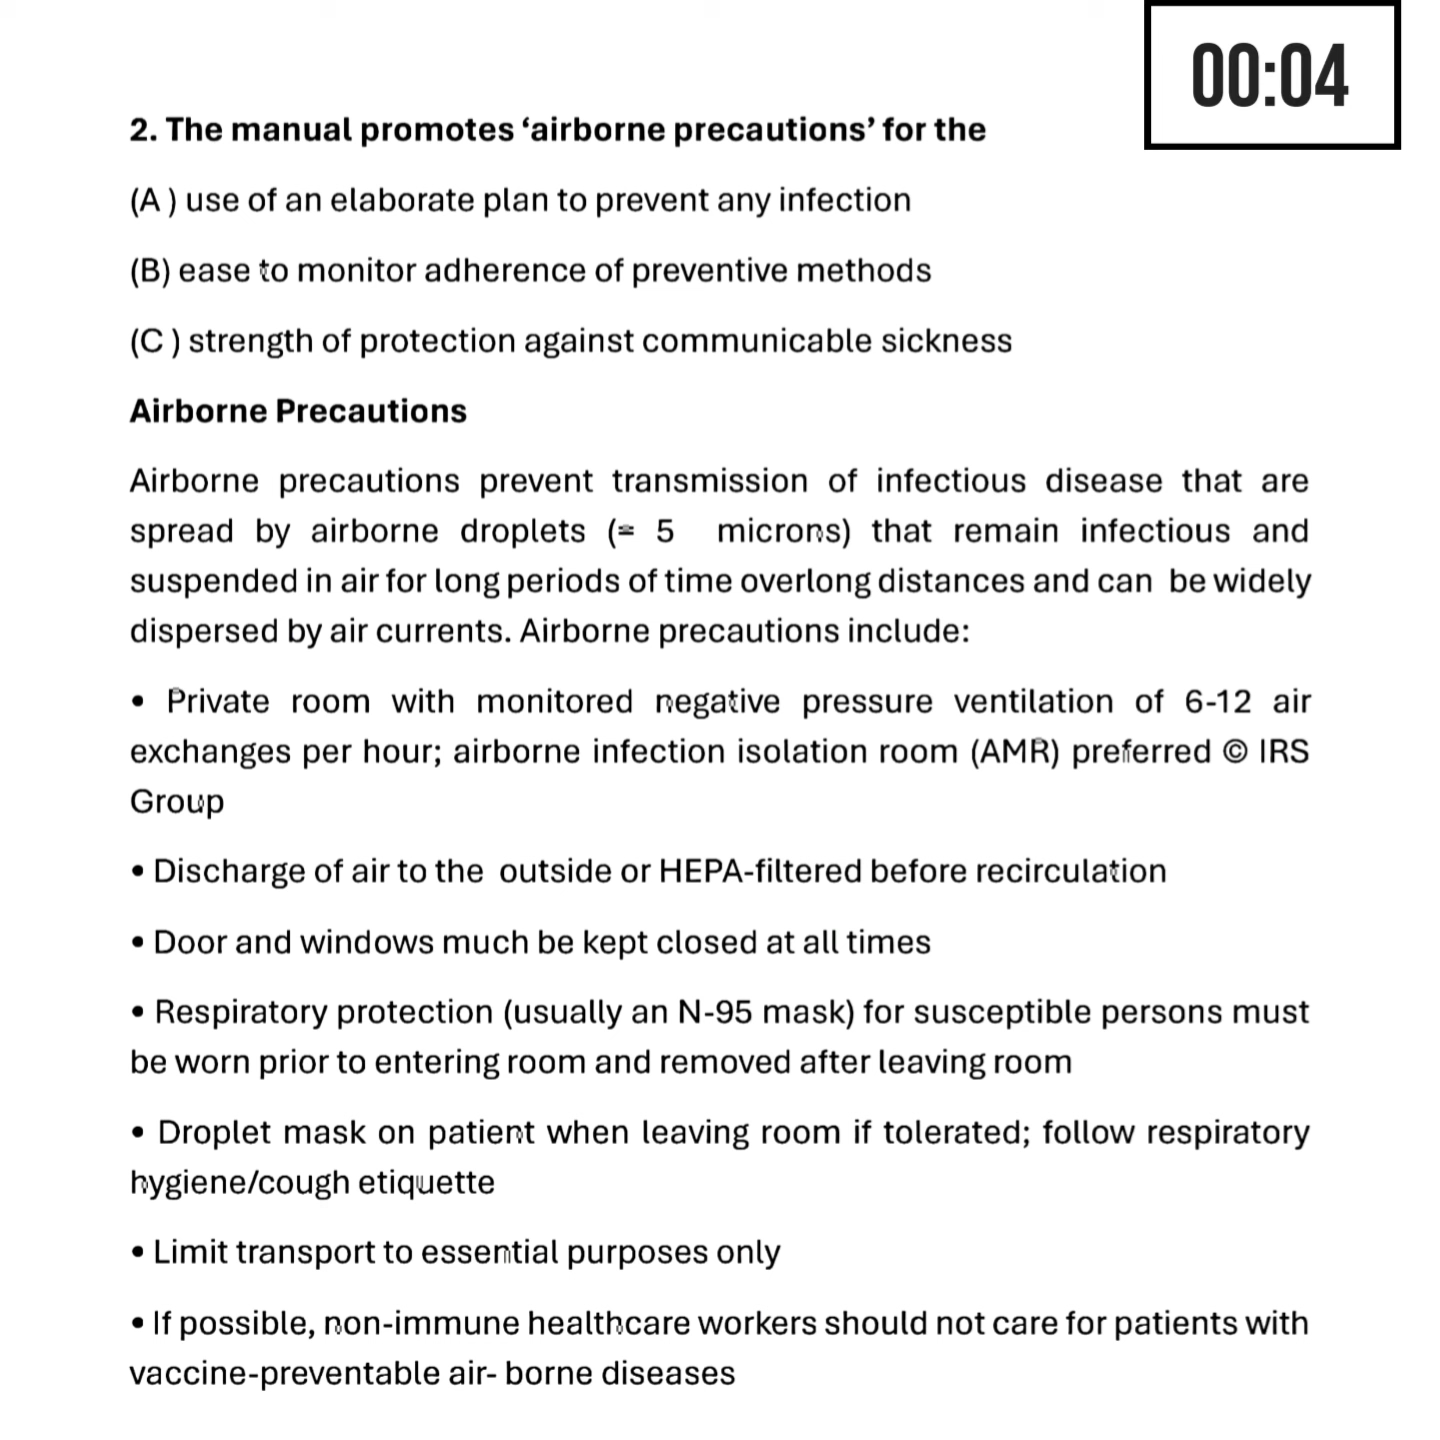 00:04
2. The manual promotes ‘airborne precautions’ for the
(A ) use of an elaborate plan to prevent any infection
(B) ease to monitor adherence of preventive methods
(C ) strength of protection against communicable sickness
Airborne Precautions
Airborne precautions prevent transmission of infectious disease that are
spread by airborne droplets (= 5 microns) that remain infectious and
suspended in air for long periods of time overlong distances and can be widely
dispersed by air currents. Airborne precautions include:
• Private room with monitored negative pressure ventilation of 6-12 air
exchanges per hour; airborne infection isolation room (AMR) preferred © IRS
Group
• Discharge of air to the outside or HEPA-filtered before recirculation
• Door and windows much be kept closed at all times
• Respiratory protection (usually an N-95 mask) for susceptible persons must
be worn prior to entering room and removed after leaving room
• Droplet mask on patient when leaving room if tolerated; follow respiratory
hygiene/cough etiquette
• Limit transport to essential purposes only
• If possible, non-immune healthcare workers should not care for patients with
vaccine-preventable air- borne diseases